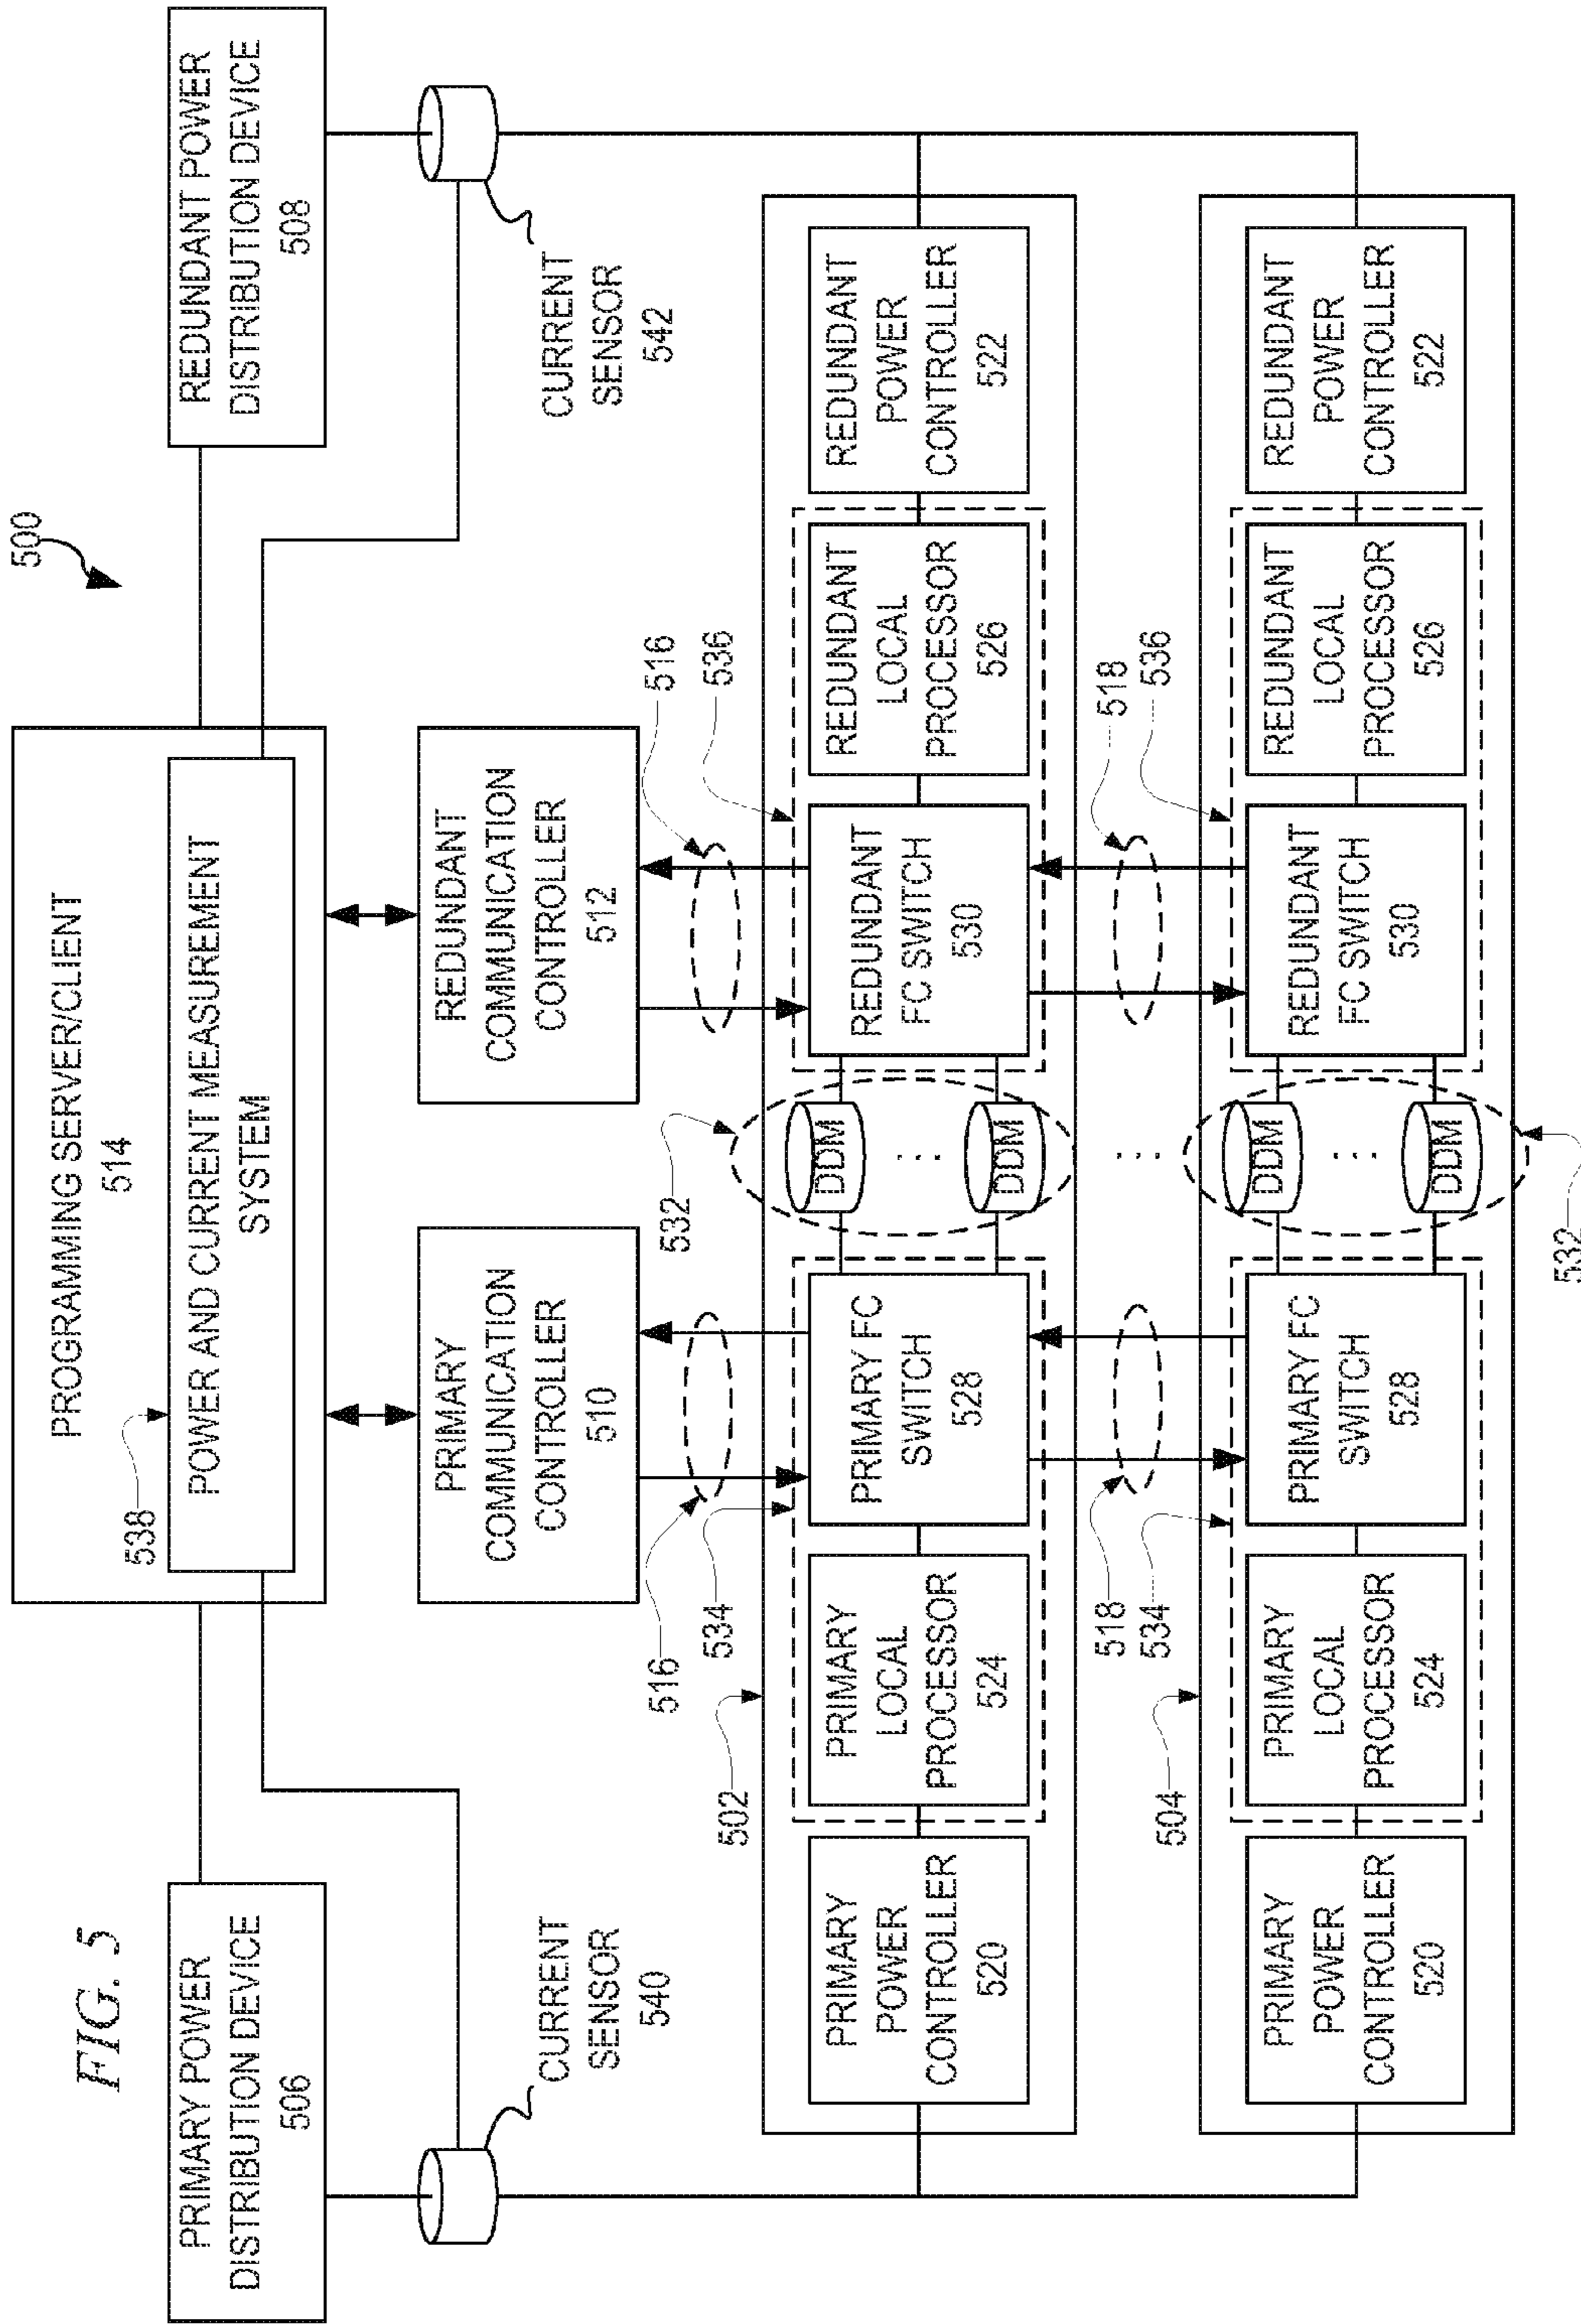 FIG. 5
500
PRIMARY POWER
DISTRIBUTION DEVICE
506
PROGRAMMING SERVER/CLIENT
514
538
POWER AND CURRENT MEASUREMENT
SYSTEM
REDUNDANT POWER
DISTRIBUTION DEVICE
508
CURRENT
SENSOR
540
PRIMARY
COMMUNICATION
CONTROLLER
510
REDUNDANT
COMMUNICATION
CONTROLLER
512
CURRENT
SENSOR
542
502
516
534
532
516
536
PRIMARY
POWER
CONTROLLER
520
PRIMARY
LOCAL
PROCESSOR
524
PRIMARY FC
SWITCH
528
DDM
...
DDM
REDUNDANT
FC SWITCH
530
REDUNDANT
LOCAL
PROCESSOR
526
REDUNDANT
POWER
CONTROLLER
522
504
518
534
...
518
536
PRIMARY
POWER
CONTROLLER
520
PRIMARY
LOCAL
PROCESSOR
524
PRIMARY FC
SWITCH
528
DDM
...
DDM
REDUNDANT
FC SWITCH
530
REDUNDANT
LOCAL
PROCESSOR
526
REDUNDANT
POWER
CONTROLLER
522
532